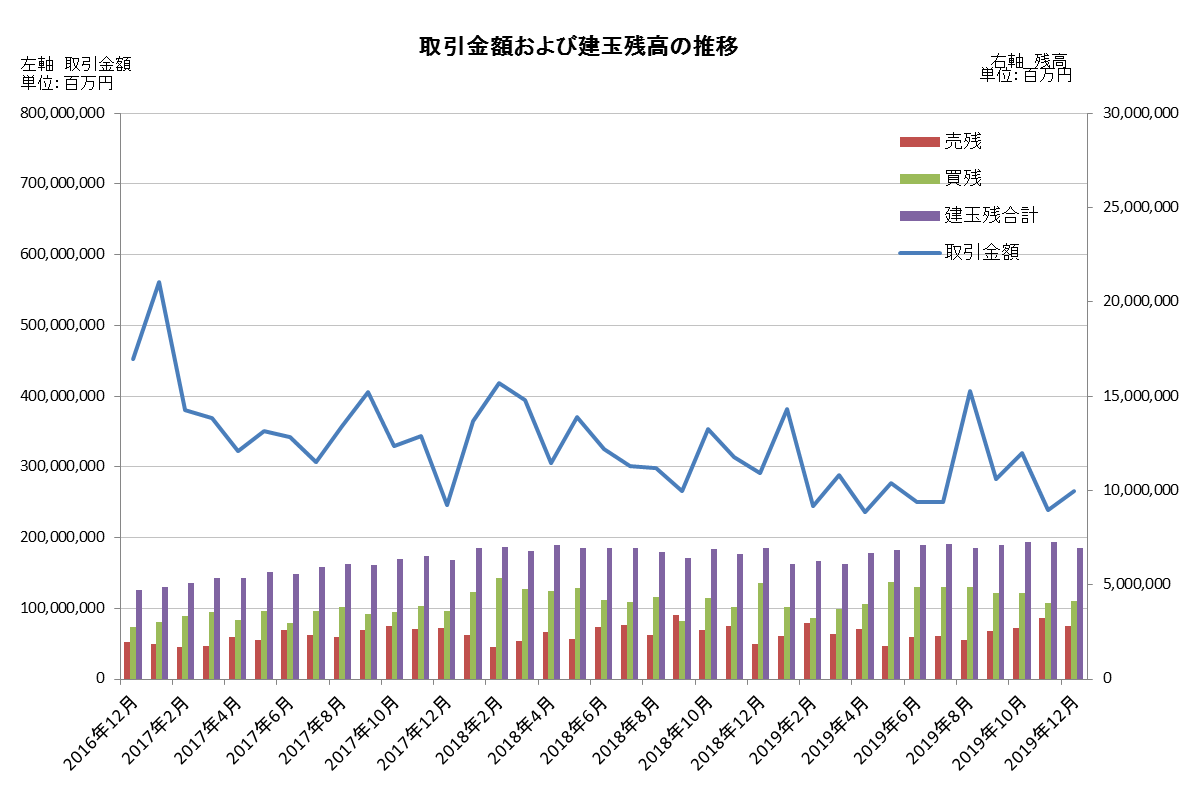 取引金額および建玉残高の推移
左軸　取引金額
単位：百万円
右軸　残高
単位：百万円
800,000,000
700,000,000
600,000,000
500,000,000
400,000,000
300,000,000
200,000,000
100,000,000
0
30,000,000
25,000,000
20,000,000
15,000,000
10,000,000
5,000,000
0
売残
買残
建玉残合計
取引金額
2016年12月
2017年2月
2017年4月
2017年6月
2017年8月
2017年10月
2017年12月
2018年2月
2018年4月
2018年6月
2018年8月
2018年10月
2018年12月
2019年2月
2019年4月
2019年6月
2019年8月
2019年10月
2019年12月